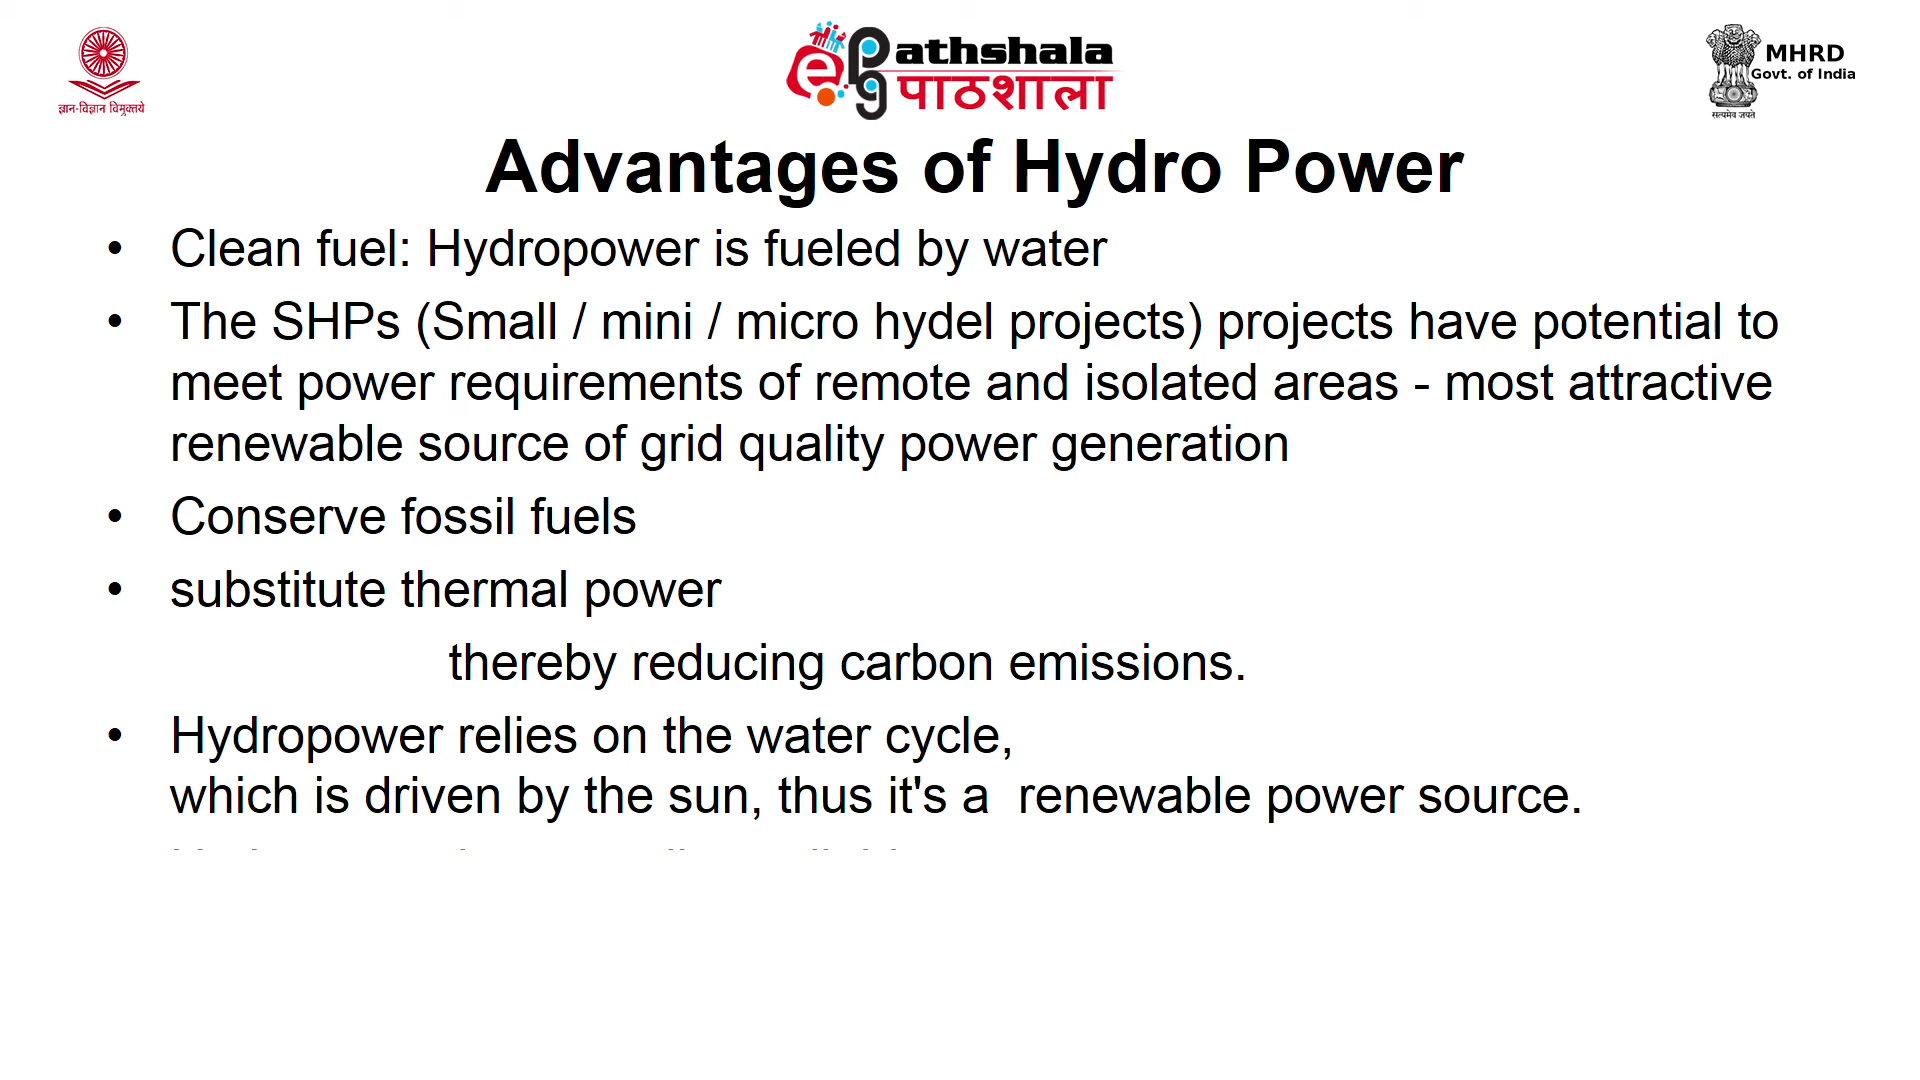 ज्ञान-विज्ञान विमुक्तये
athshala
पाठशाला
MHRD
Govt. of India
सत्यमेव जयते
Advantages of Hydro Power
• Clean fuel: Hydropower is fueled by water
• The SHPs (Small / mini / micro hydel projects) projects have potential to
meet power requirements of remote and isolated areas - most attractive
renewable source of grid quality power generation
• Conserve fossil fuels
• substitute thermal power
thereby reducing carbon emissions.
• Hydropower relies on the water cycle,
which is driven by the sun, thus it's a  renewable power source.